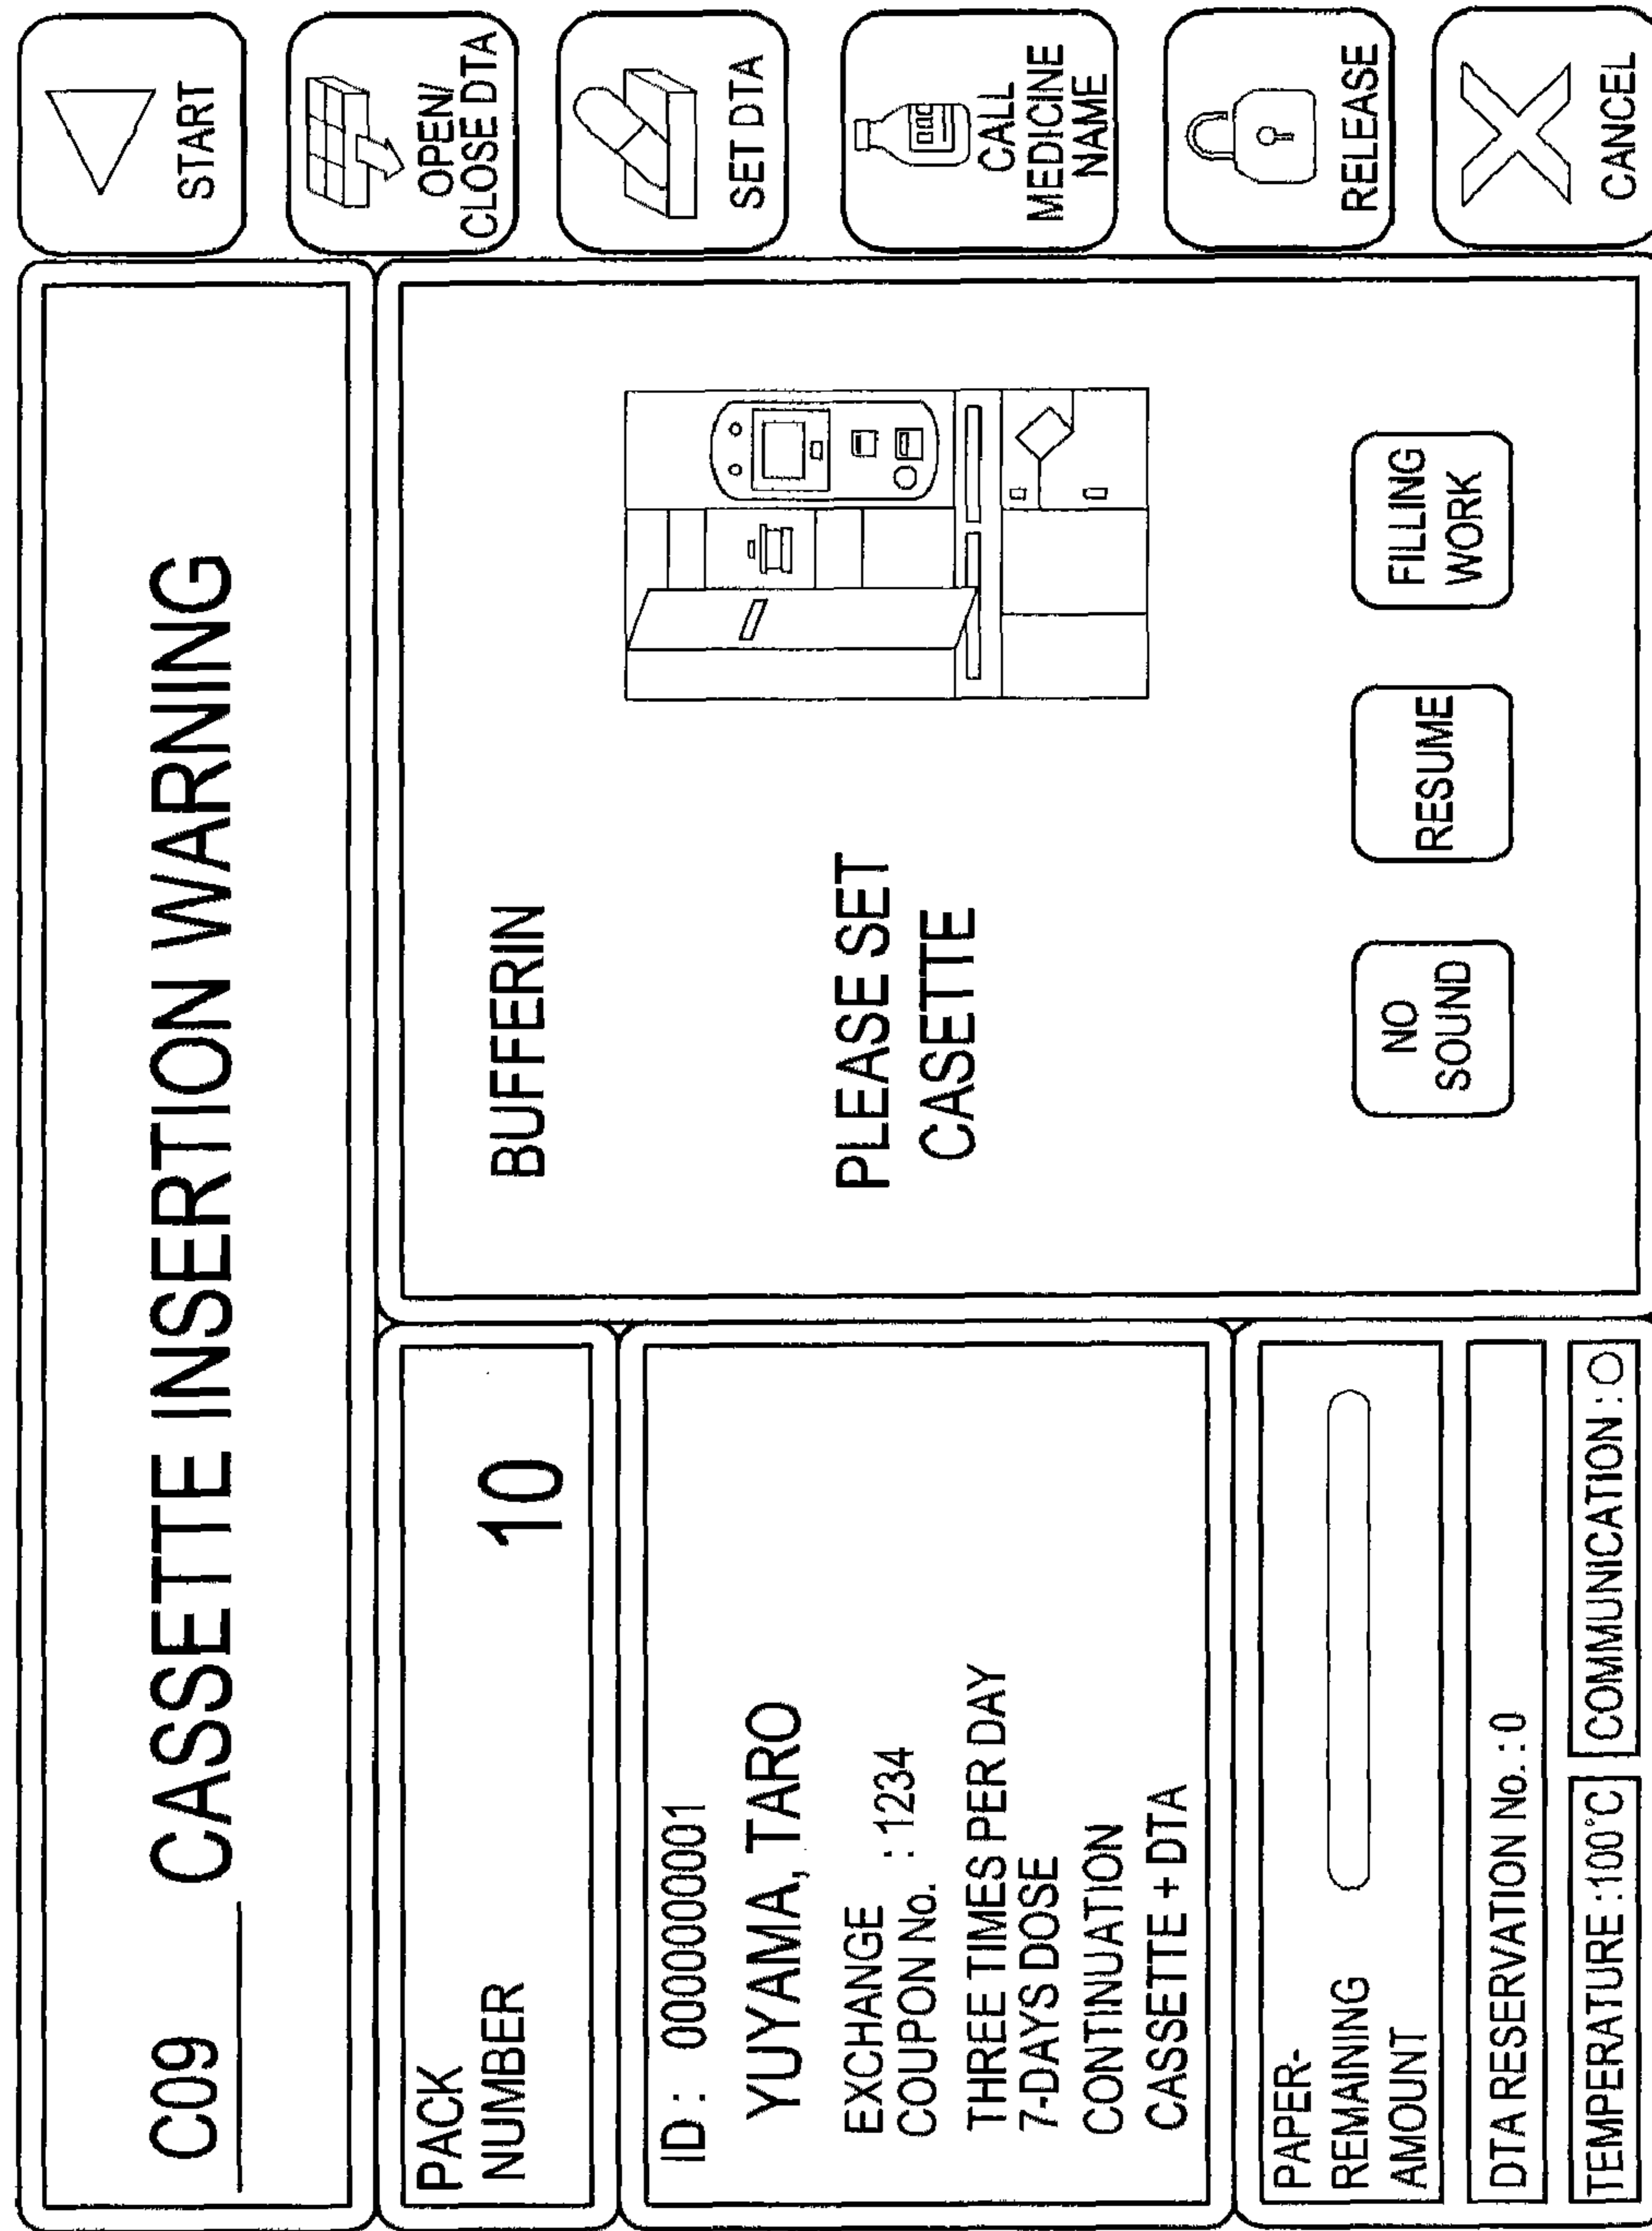 C09 CASSETTE INSERTION WARNING
PACK
NUMBER
10
ID : 0000000001
YUYAMA, TARO
EXCHANGE
COUPON No. : 1234
THREE TIMES PER DAY
7-DAYS DOSE
CONTINUATION
CASSETTE + DTA
PAPER-
REMAINING
AMOUNT
DTA RESERVATION No. : 0
TEMPERATURE : 100°C
COMMUNICATION : O
BUFFERIN
PLEASE SET
CASETTE
NO
SOUND
RESUME
FILLING
WORK
START
OPEN/
CLOSE DTA
SET DTA
CALL
MEDICINE
NAME
RELEASE
CANCEL